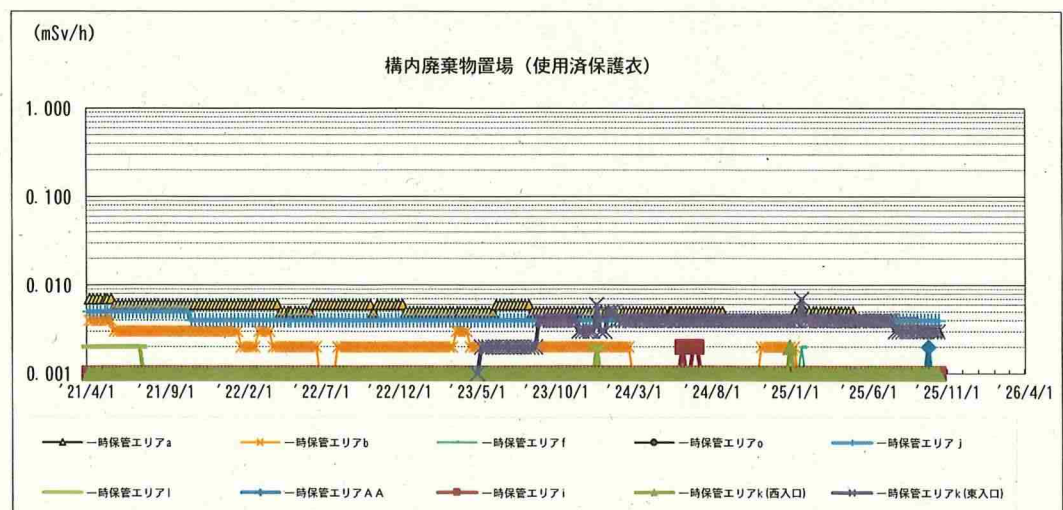 (mSv/h)
構内廃棄物置場（使用済保護衣）
1.000
0.100
0.010
0.001
'21/4/1 '21/9/1 '22/2/1 '22/7/1 '22/12/1 '23/5/1 '23/10/1 '24/3/1 '24/8/1 '25/1/1 '25/6/1 '25/11/1 '26/4/1
一時保管エリアa 一時保管エリアb 一時保管エリアf 一時保管エリアo 一時保管エリアj
一時保管エリアl 一時保管エリアAA 一時保管エリアi 一時保管エリアk(西入口) 一時保管エリアk(東入口)